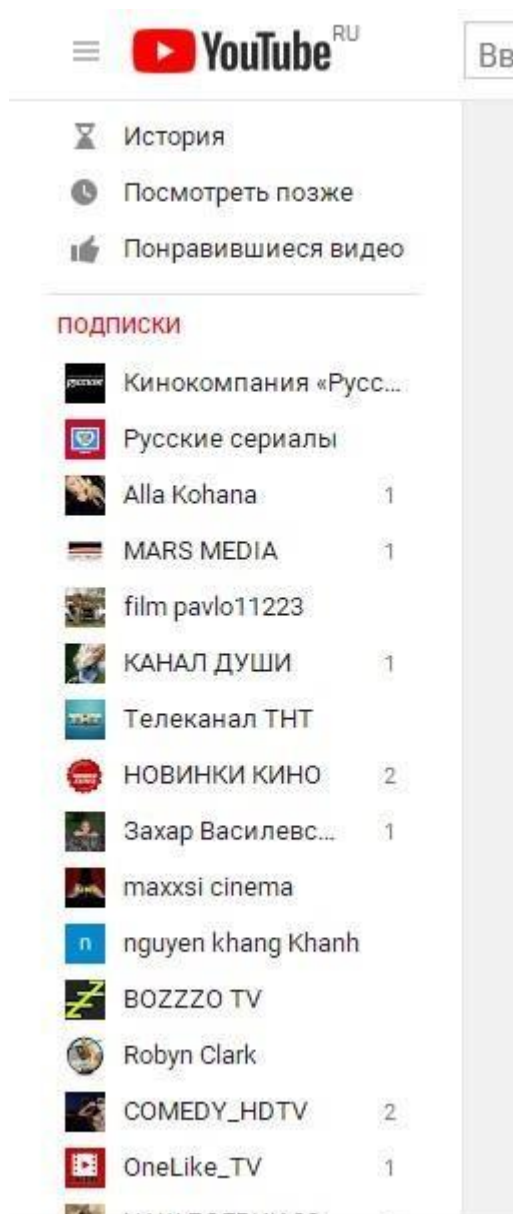 YouTube RU
Вв
История
Посмотреть позже
Понравившиеся видео
ПОДПИСКИ
Кинокомпания «Русс...
Русские сериалы
Alla Kohana 1
MARS MEDIA 1
film pavlo11223
КАНАЛ ДУШИ 1
Телеканал ТНТ
НОВИНКИ КИНО 2
Захар Василевс... 1
maxxsi cinema
n nguyen khang Khanh
BOZZZO TV
Robyn Clark
COMEDY_HDTV 2
OneLike_TV 1